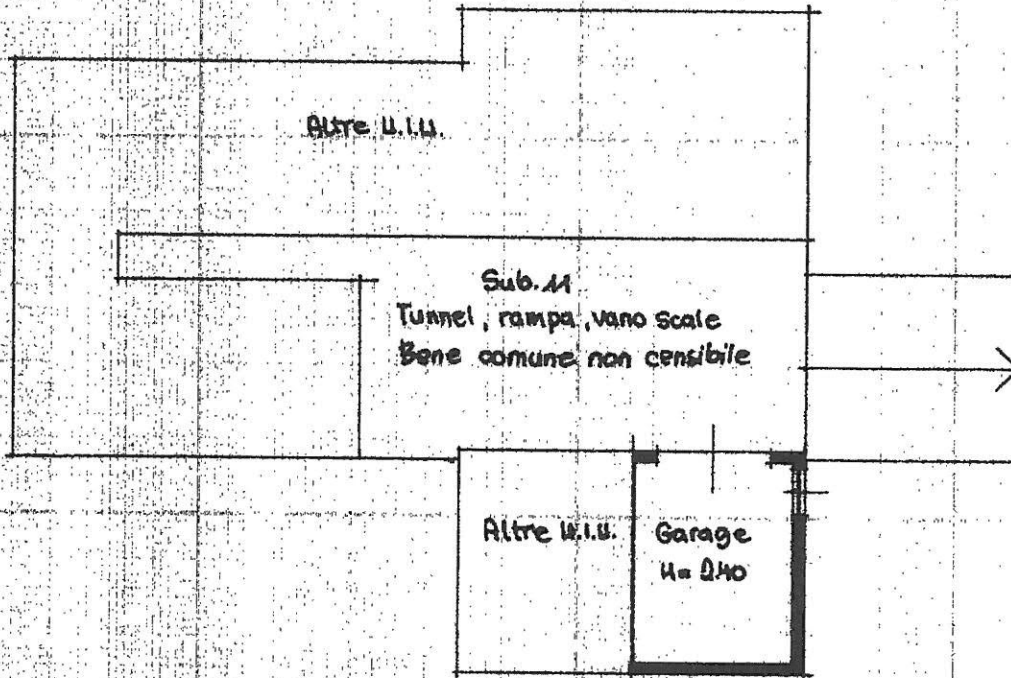 Altre U.I.U.
Sub. 11
Tunnel, rampa, vano scale
Bene comune non censibile
Altre U.I.U. Garage
H= 2.40